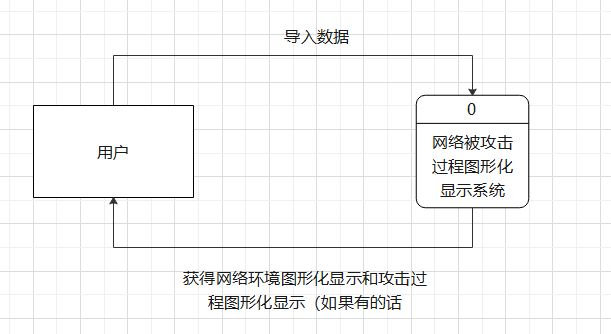 导入数据
0
用户
网络被攻击
过程图形化
显示系统
获得网络环境图形化显示和攻击过
程图形化显示（如果有的话